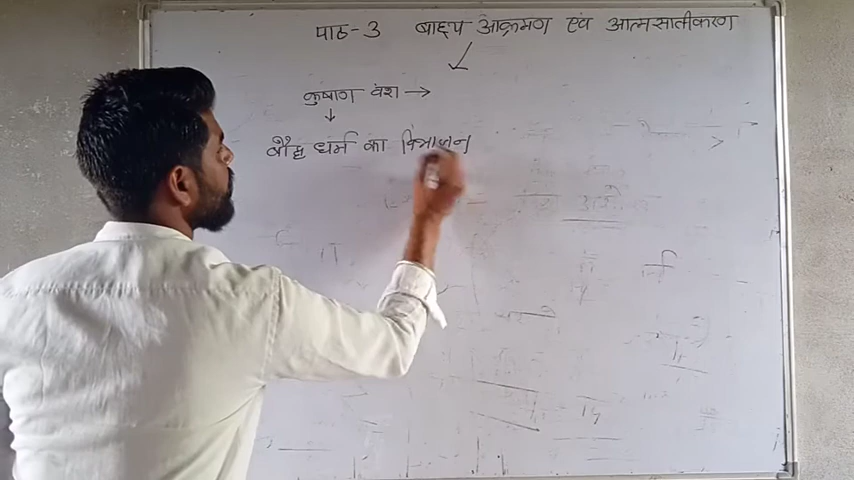 पाठ-3 बाह्य आक्रमण एवं आत्मसातीकरण
कुषाण वंश →
बौद्ध धर्म का विभाजन